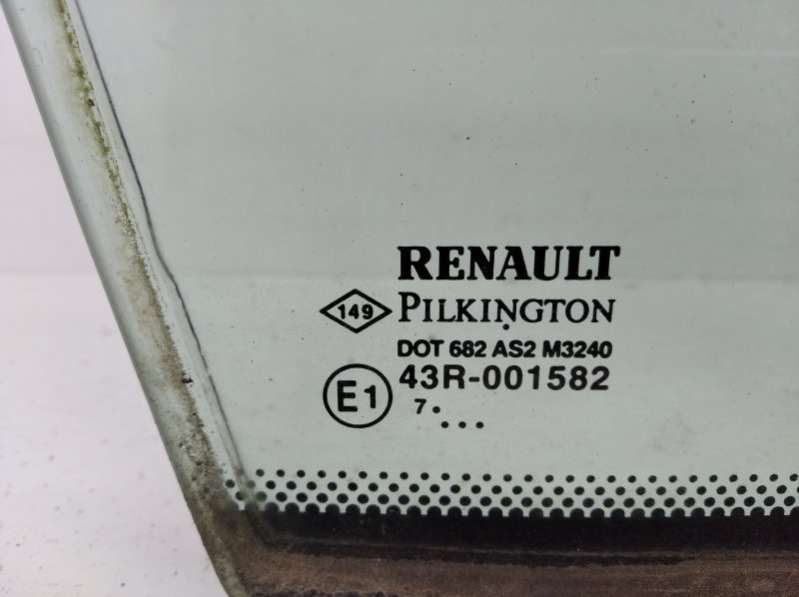 RENAULT
149 PILKINGTON
DOT 682 AS2 M3240
E1 43R-001582
7. ...